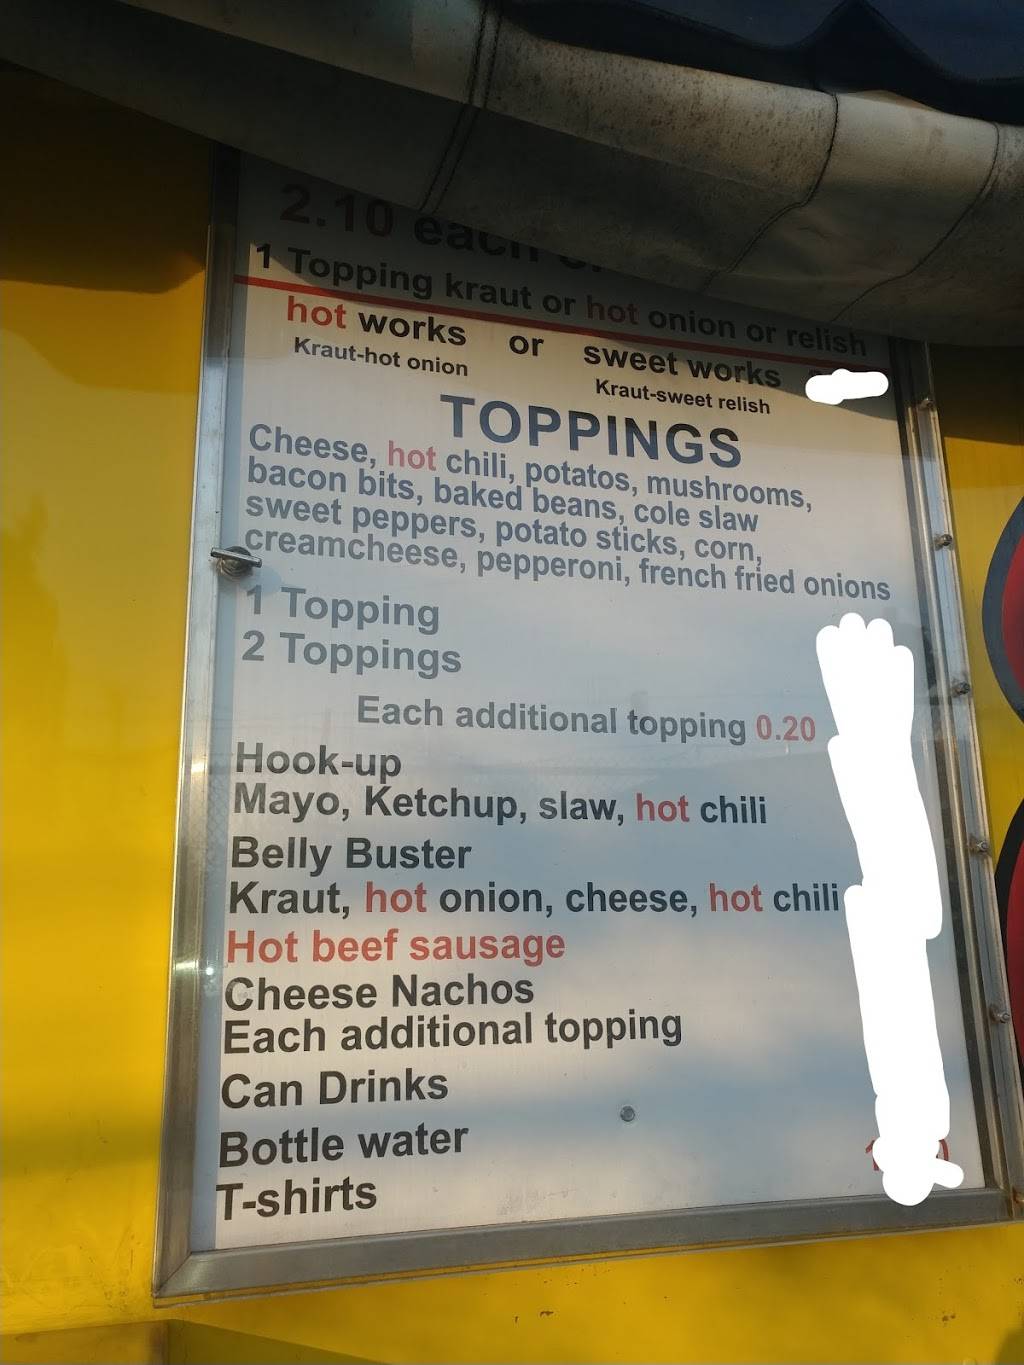 2.10 each
1 Topping kraut or hot onion or relish
hot works or sweet works
Kraut-hot onion
Kraut-sweet relish
TOPPINGS
Cheese, hot chili, potatos, mushrooms,
bacon bits, baked beans, cole slaw
sweet peppers, potato sticks, corn,
creamcheese, pepperoni, french fried onions
1 Topping
2 Toppings
Each additional topping 0.20
Hook-up
Mayo, Ketchup, slaw, hot chili
Belly Buster
Kraut, hot onion, cheese, hot chili
Hot beef sausage
Cheese Nachos
Each additional topping
Can Drinks
Bottle water
T-shirts